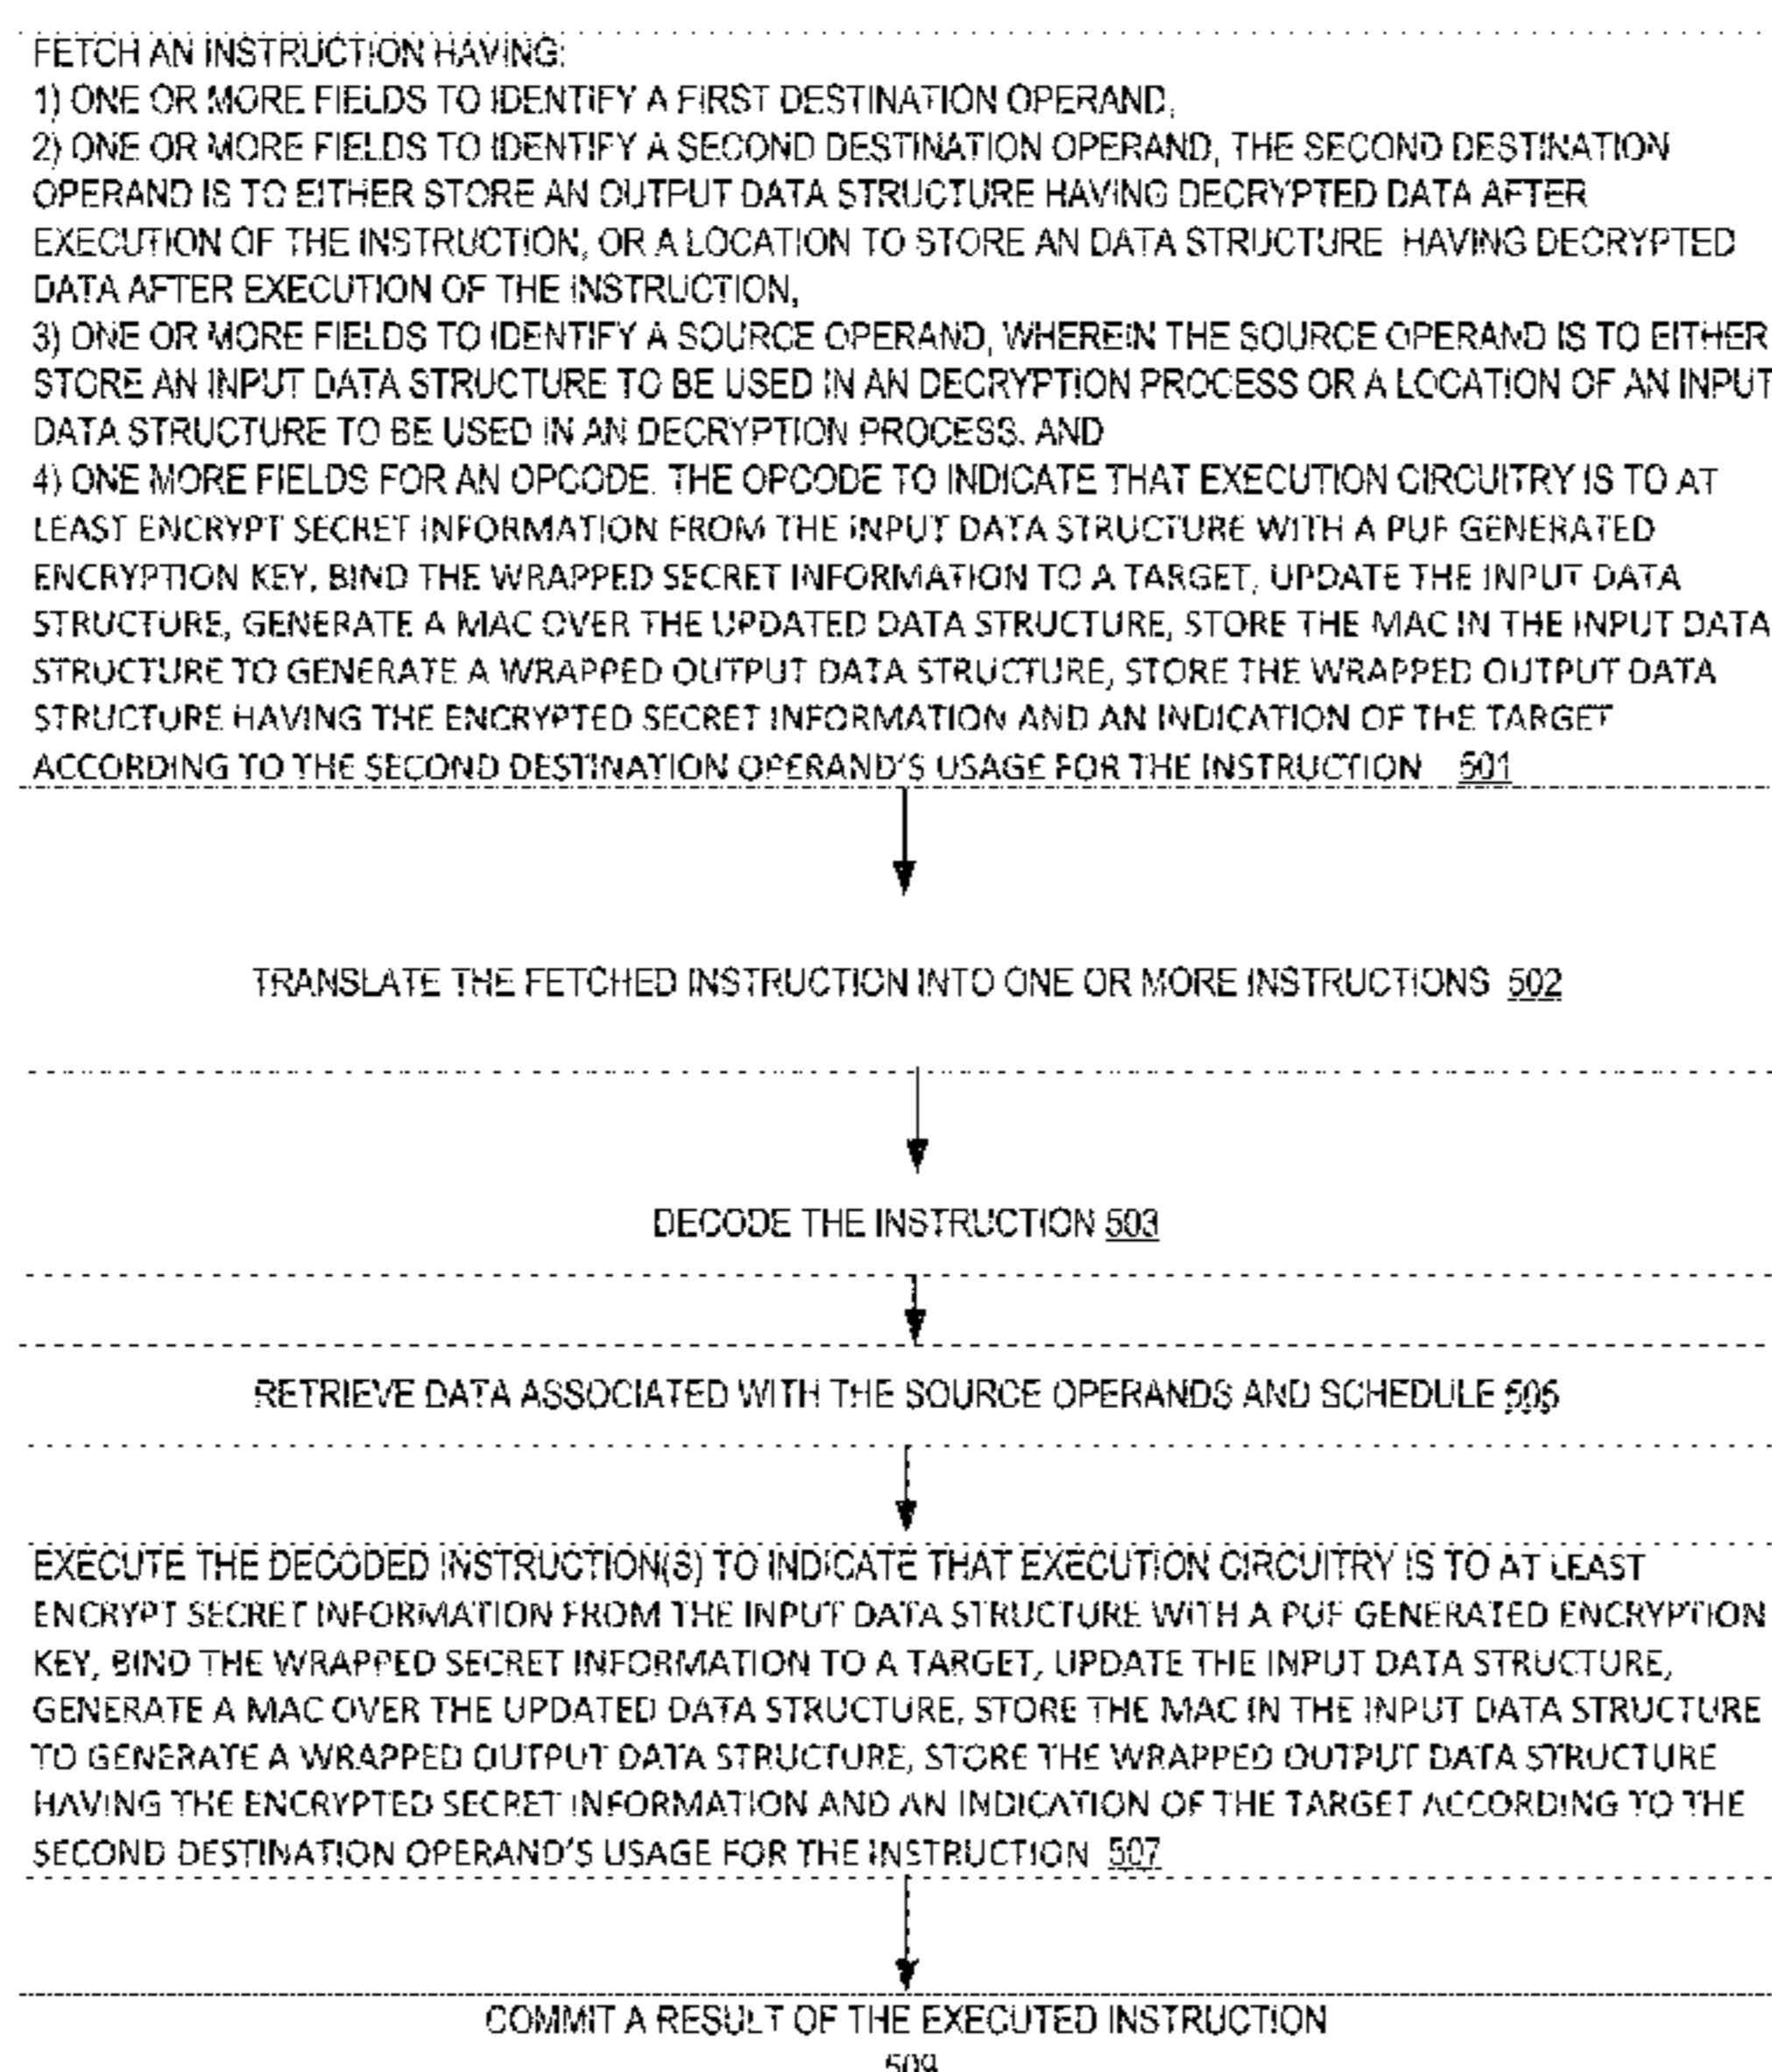 FETCH AN INSTRUCTION HAVING:
1) ONE OR MORE FIELDS TO IDENTIFY A FIRST DESTINATION OPERAND,
2) ONE OR MORE FIELDS TO IDENTIFY A SECOND DESTINATION OPERAND, THE SECOND DESTINATION
OPERAND IS TO EITHER STORE AN OUTPUT DATA STRUCTURE HAVING DECRYPTED DATA AFTER
EXECUTION OF THE INSTRUCTION, OR A LOCATION TO STORE AN DATA STRUCTURE HAVING DECRYPTED
DATA AFTER EXECUTION OF THE INSTRUCTION,
3) ONE OR MORE FIELDS TO IDENTIFY A SOURCE OPERAND, WHEREIN THE SOURCE OPERAND IS TO EITHER
STORE AN INPUT DATA STRUCTURE TO BE USED IN AN DECRYPTION PROCESS OR A LOCATION OF AN INPUT
DATA STRUCTURE TO BE USED IN AN DECRYPTION PROCESS. AND
4) ONE MORE FIELDS FOR AN OPCODE. THE OPCODE TO INDICATE THAT EXECUTION CIRCUITRY IS TO AT
LEAST ENCRYPT SECRET INFORMATION FROM THE INPUT DATA STRUCTURE WITH A PUF GENERATED
ENCRYPTION KEY, BIND THE WRAPPED SECRET INFORMATION TO A TARGET, UPDATE THE INPUT DATA
STRUCTURE, GENERATE A MAC OVER THE UPDATED DATA STRUCTURE, STORE THE MAC IN THE INPUT DATA
STRUCTURE TO GENERATE A WRAPPED OUTPUT DATA STRUCTURE, STORE THE WRAPPED OUTPUT DATA
STRUCTURE HAVING THE ENCRYPTED SECRET INFORMATION AND AN INDICATION OF THE TARGET
ACCORDING TO THE SECOND DESTINATION OPERAND'S USAGE FOR THE INSTRUCTION 501
TRANSLATE THE FETCHED INSTRUCTION INTO ONE OR MORE INSTRUCTIONS 502
DECODE THE INSTRUCTION 503
RETRIEVE DATA ASSOCIATED WITH THE SOURCE OPERANDS AND SCHEDULE 505
EXECUTE THE DECODED INSTRUCTION(S) TO INDICATE THAT EXECUTION CIRCUITRY IS TO AT LEAST
ENCRYPT SECRET INFORMATION FROM THE INPUT DATA STRUCTURE WITH A PUF GENERATED ENCRYPTION
KEY, BIND THE WRAPPED SECRET INFORMATION TO A TARGET, UPDATE THE INPUT DATA STRUCTURE,
GENERATE A MAC OVER THE UPDATED DATA STRUCTURE, STORE THE MAC IN THE INPUT DATA STRUCTURE
TO GENERATE A WRAPPED OUTPUT DATA STRUCTURE, STORE THE WRAPPED OUTPUT DATA STRUCTURE
HAVING THE ENCRYPTED SECRET INFORMATION AND AN INDICATION OF THE TARGET ACCORDING TO THE
SECOND DESTINATION OPERAND'S USAGE FOR THE INSTRUCTION 507
COMMIT A RESULT OF THE EXECUTED INSTRUCTION
509